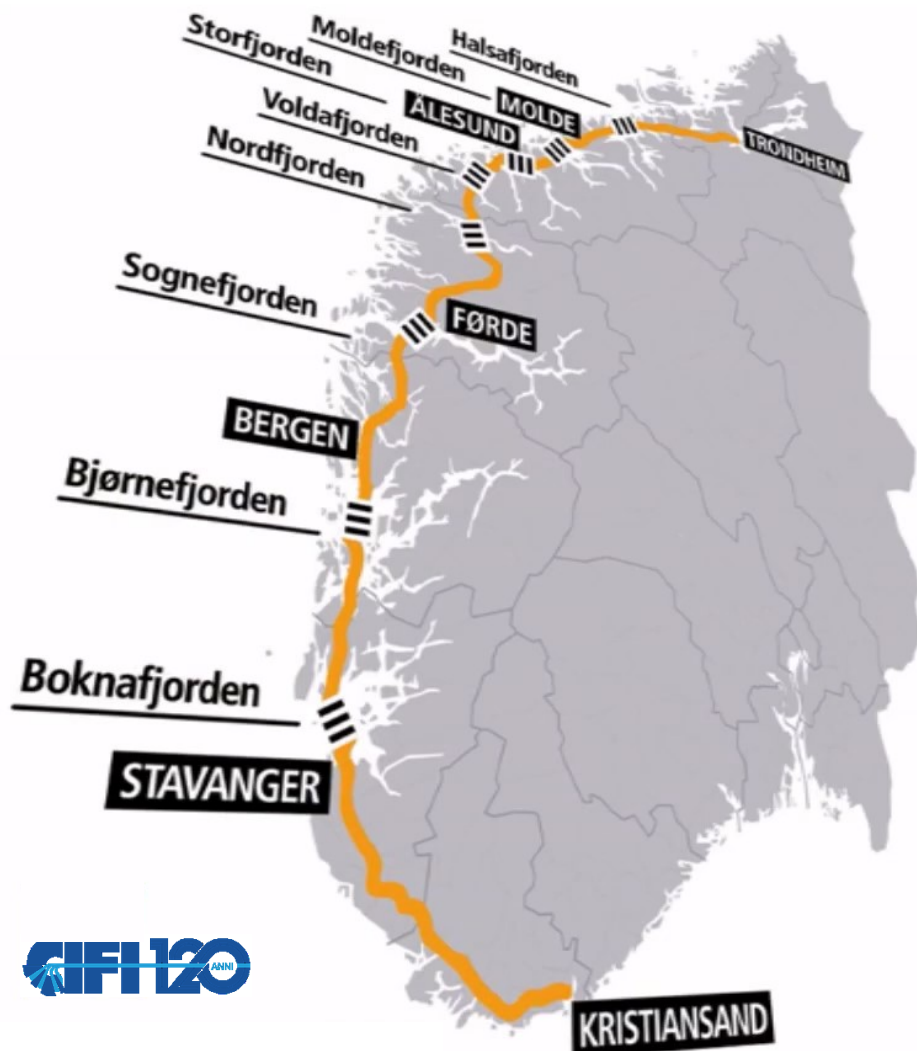 Halsafjorden
Moldefjorden
Storfjorden
MOLDE
ÅLESUND
Voldafjorden
TRONDHEIM
Nordfjorden
Sognefjorden
FØRDE
BERGEN
Bjørnefjorden
Boknafjorden
STAVANGER
CIFI 120
ANNI
KRISTIANSAND